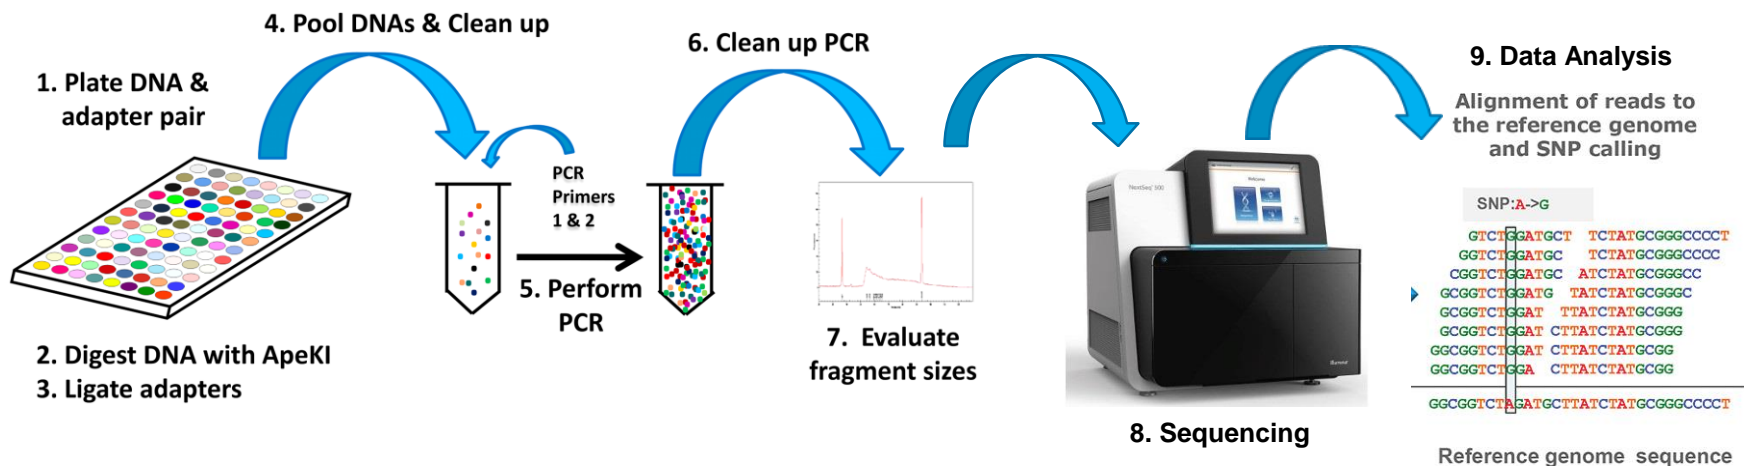 4. Pool DNAs & Clean up
1. Plate DNA &
adapter pair
2. Digest DNA with ApeKI
3. Ligate adapters
PCR
Primers
1 & 2
5. Perform
PCR
6. Clean up PCR
7. Evaluate
fragment sizes
NextSeq 500
Welcome
8. Sequencing
9. Data Analysis
Alignment of reads to
the reference genome
and SNP calling
SNP:A->G
GTCTGGATGCT TCTATGCGGGCCCCT
GGTCTGGATGC TCTATGCGGGCCCC
CGGTCTGGATGC ATCTATGCGGGCC
GCGGTCTGGATG TATCTATGCGGGC
GCGGTCTGGAT TTATCTATGCGGG
GCGGTCTGGAT CTTATCTATGCGGG
GGCGGTCTGGAT CTTATCTATGCGG
GGCGGTCTGGA CTTATCTATGCGG
GGCGGTCTAGATGCTTATCTATGCGGGCCCCT
Reference genome sequence